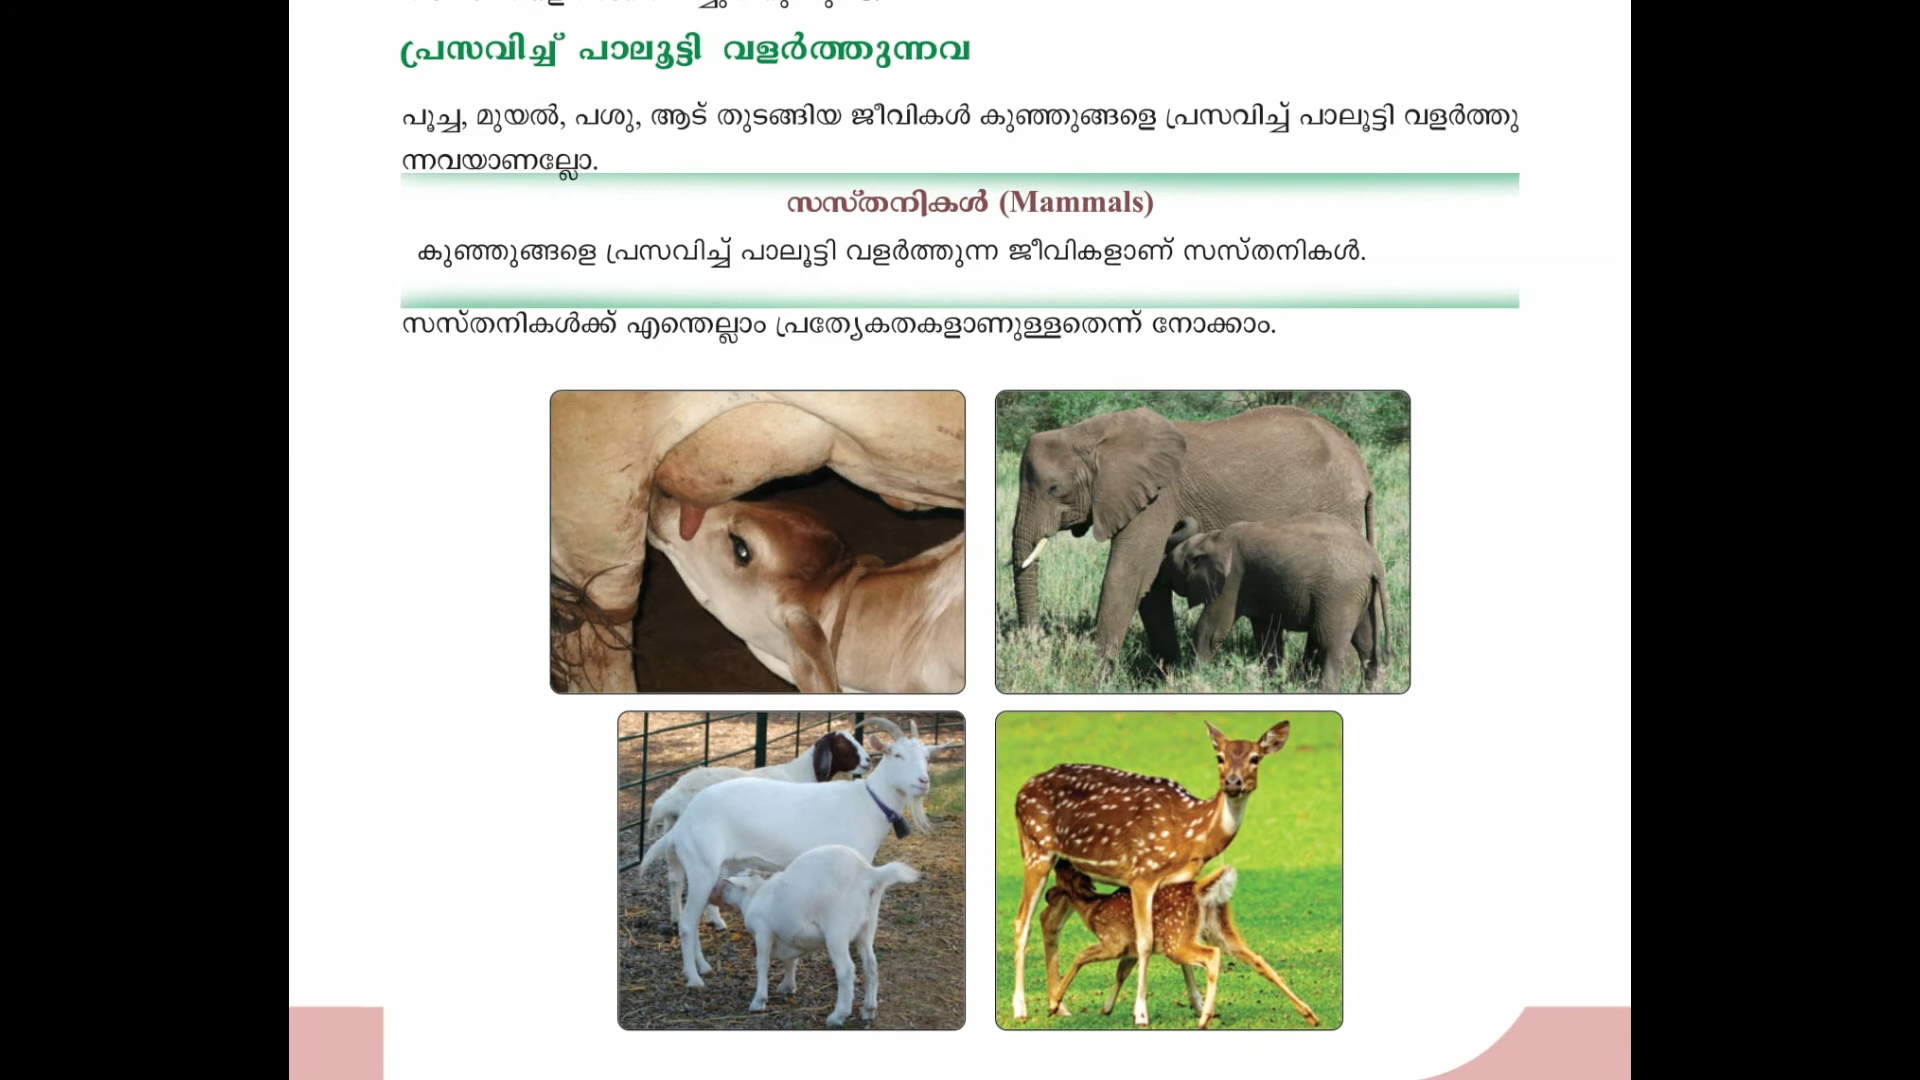 പ്രസവിച്ച് പാലൂട്ടി വളർത്തുന്നവ
പൂച്ച, മുയൽ, പശു, ആട് തുടങ്ങിയ ജീവികൾ കുഞ്ഞുങ്ങളെ പ്രസവിച്ച് പാലൂട്ടി വളർത്തു
ന്നവയാണല്ലോ.
സസ്തനികൾ (Mammals)
കുഞ്ഞുങ്ങളെ പ്രസവിച്ച് പാലൂട്ടി വളർത്തുന്ന ജീവികളാണ് സസ്തനികൾ.
സസ്തനികൾക്ക് എന്തെല്ലാം പ്രത്യേകതകളാണുള്ളതെന്ന് നോക്കാം.